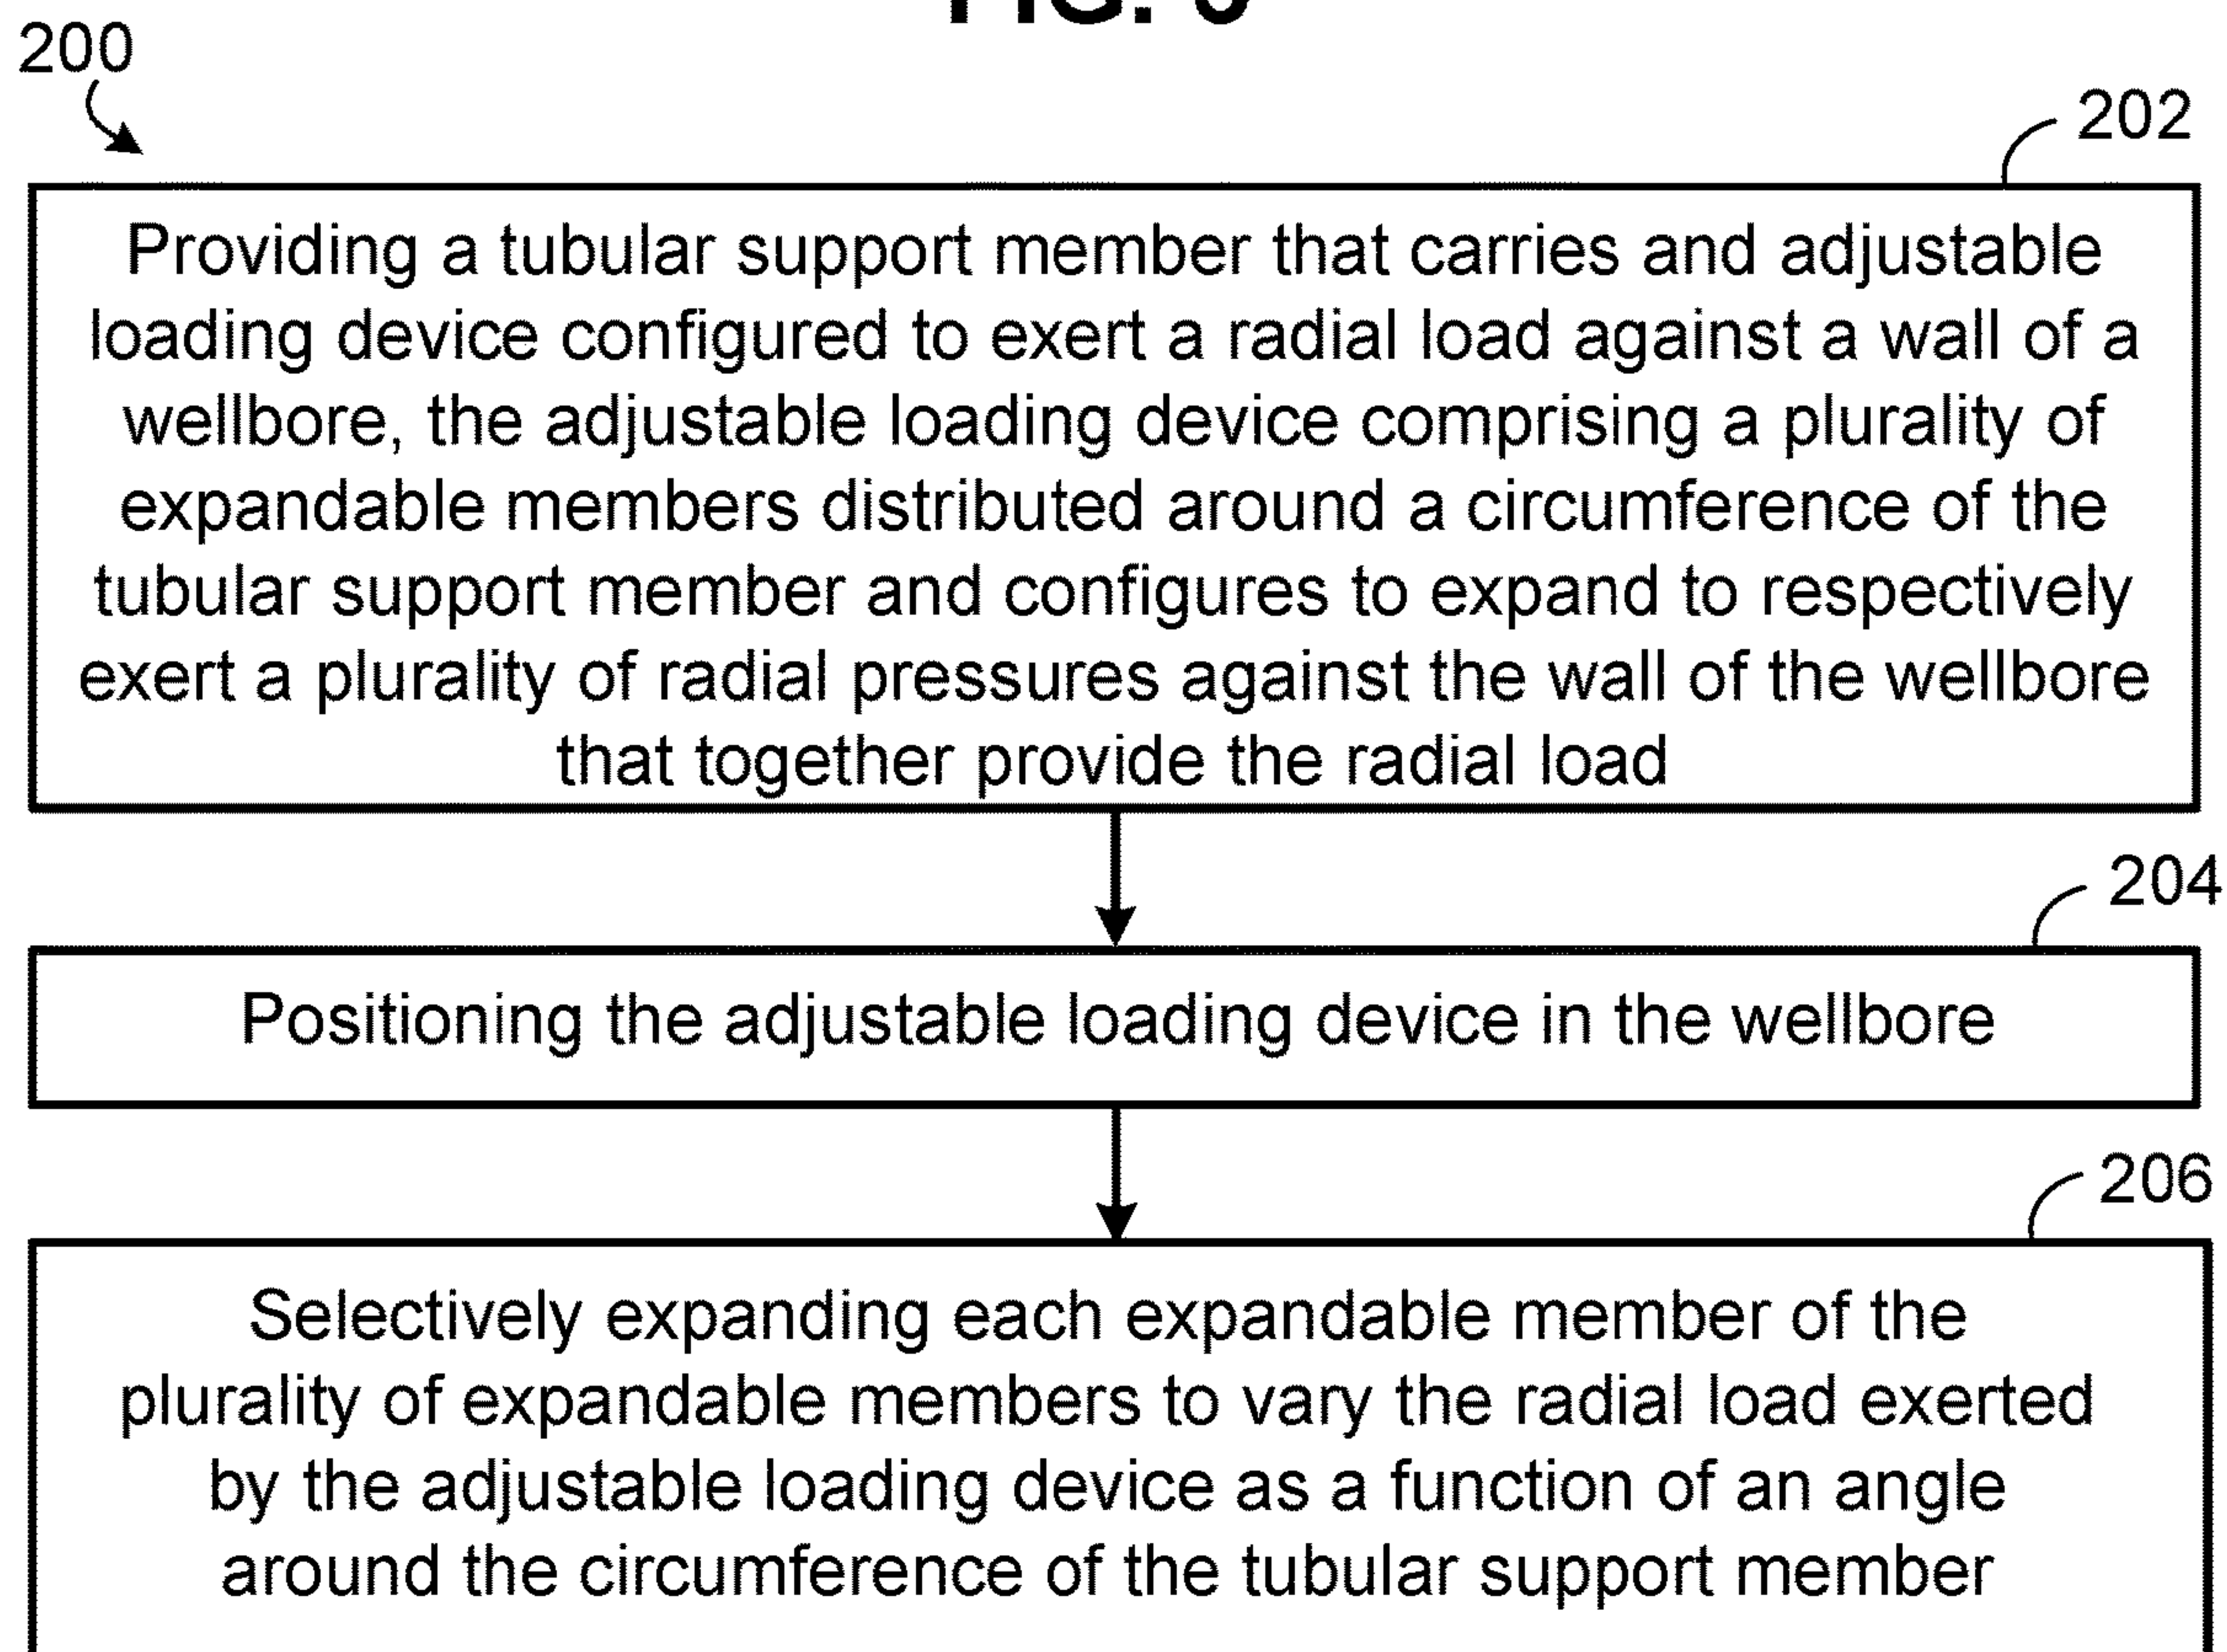 FIG.
200
202
Providing a tubular support member that carries and adjustable
loading device configured to exert a radial load against a wall of a
wellbore, the adjustable loading device comprising a plurality of
expandable members distributed around a circumference of the
tubular support member and configures to expand to respectively
exert a plurality of radial pressures against the wall of the wellbore
that together provide the radial load
204
Positioning the adjustable loading device in the wellbore
206
Selectively expanding each expandable member of the
plurality of expandable members to vary the radial load exerted
by the adjustable loading device as a function of an angle
around the circumference of the tubular support member